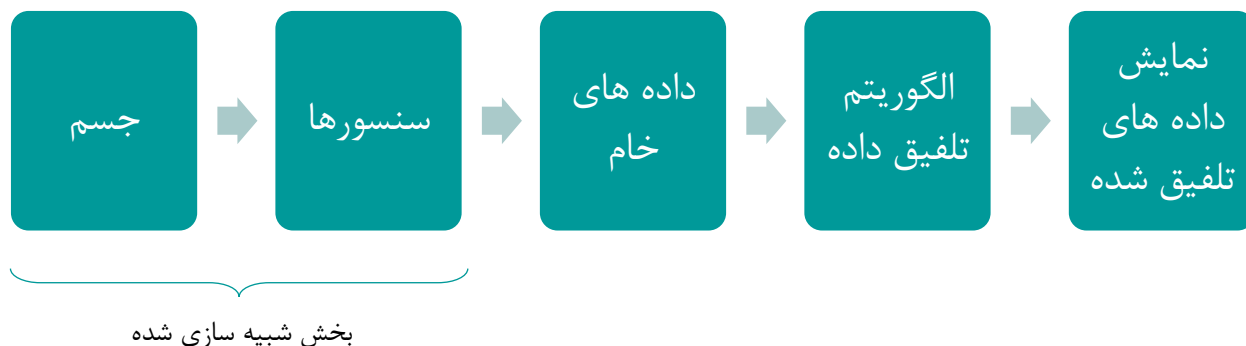 جسم
سنسورها
داده های
خام
الگوریتم
تلفیق داده
نمایش
داده های
تلفیق شده
بخش شبیه سازی شده